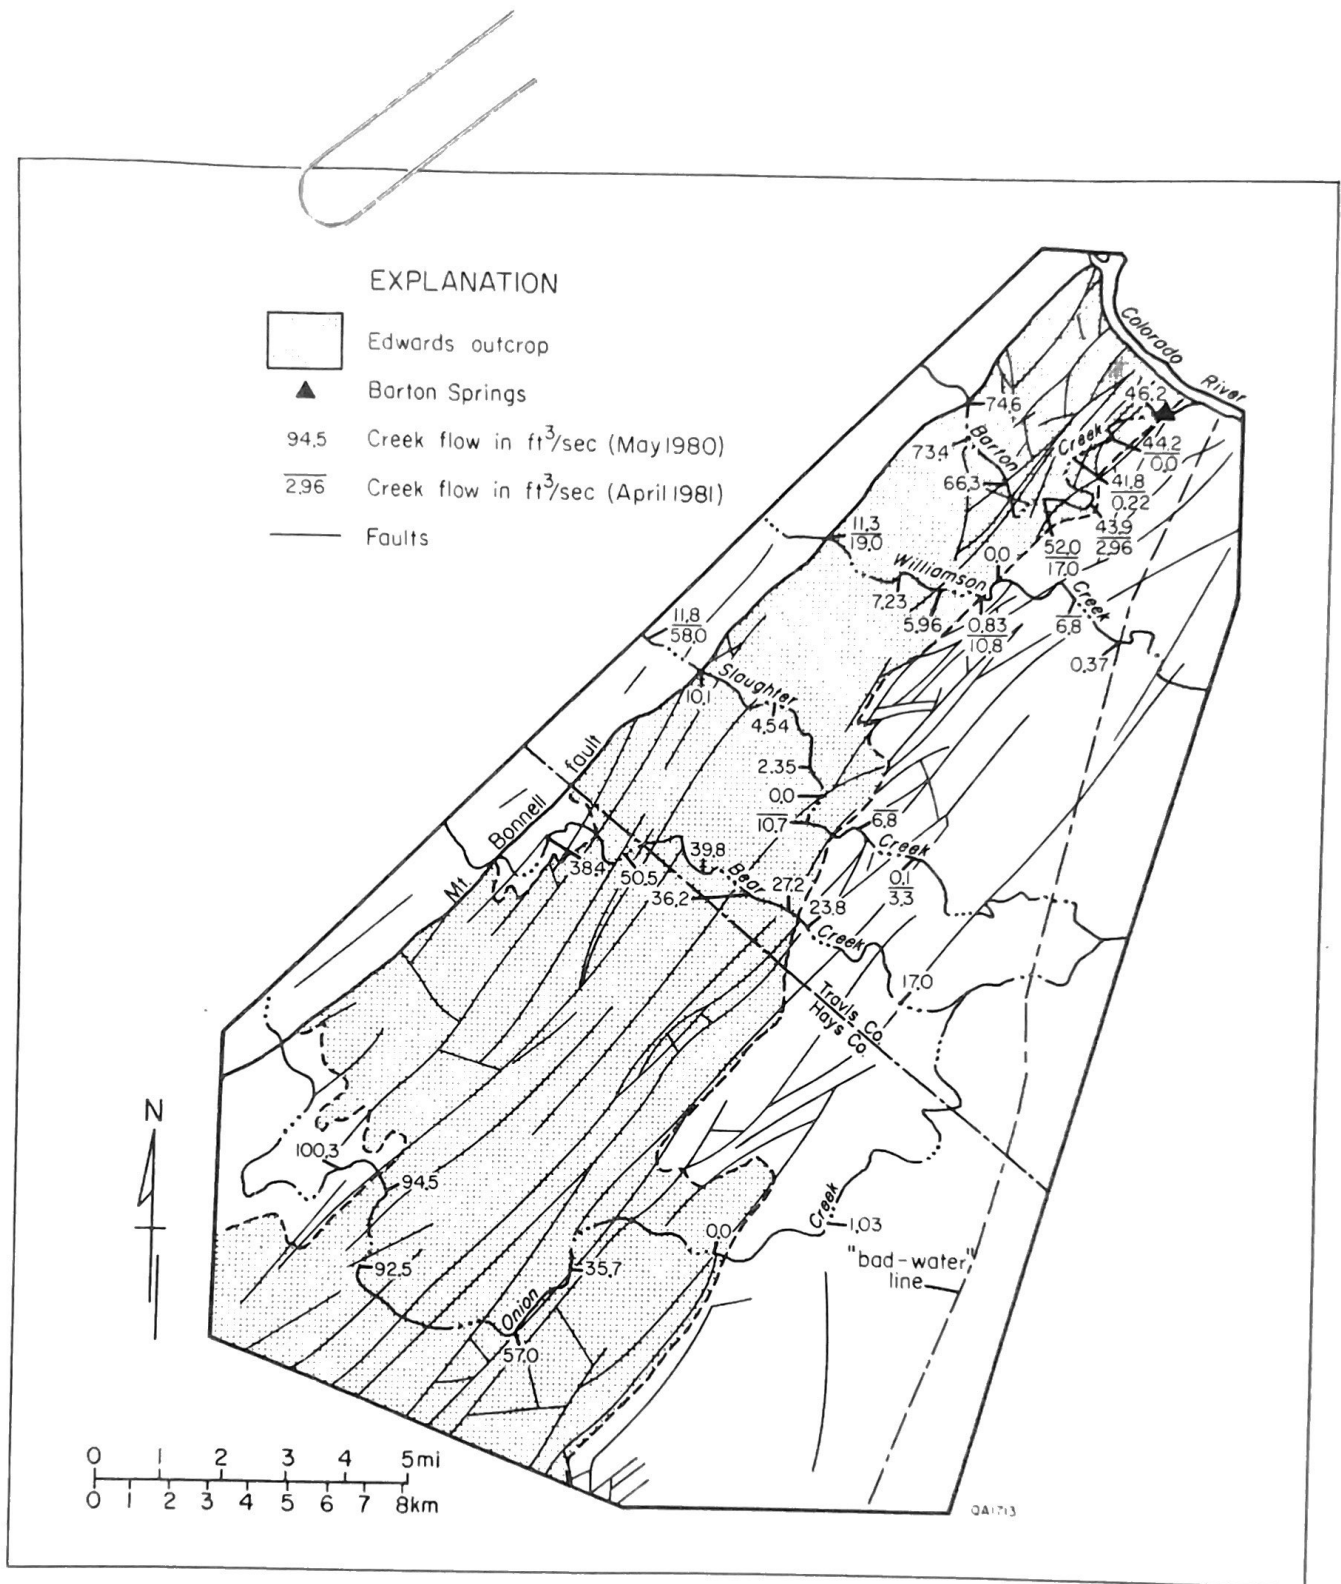 EXPLANATION
Edwards outcrop
Barton Springs
94.5 Creek flow in ft³/sec (May 1980)
2.96 Creek flow in ft³/sec (April 1981)
Faults
Colorado River
46.2
74.6
Barton Creek
73.4
44.2
0.0
66.3
41.8
0.22
43.9
2.96
52.0
17.0
11.3
19.0
0.0
Williamson Creek
7.23
5.96
0.83
10.8
6.8
0.37
11.8
58.0
Slaughter
10.1
4.54
2.35
0.0
10.7
6.8
Creek
0.1
3.3
Mt. Bonnell fault
38.4
50.5
39.8
Bear
36.2
27.2
23.8
Creek
17.0
Travis Co.
Hays Co.
N
100.3
94.5
92.5
Onion
57.0
35.7
0.0
Creek
1.03
"bad-water"
line
0 1 2 3 4 5mi
0 1 2 3 4 5 6 7 8km
QA1713